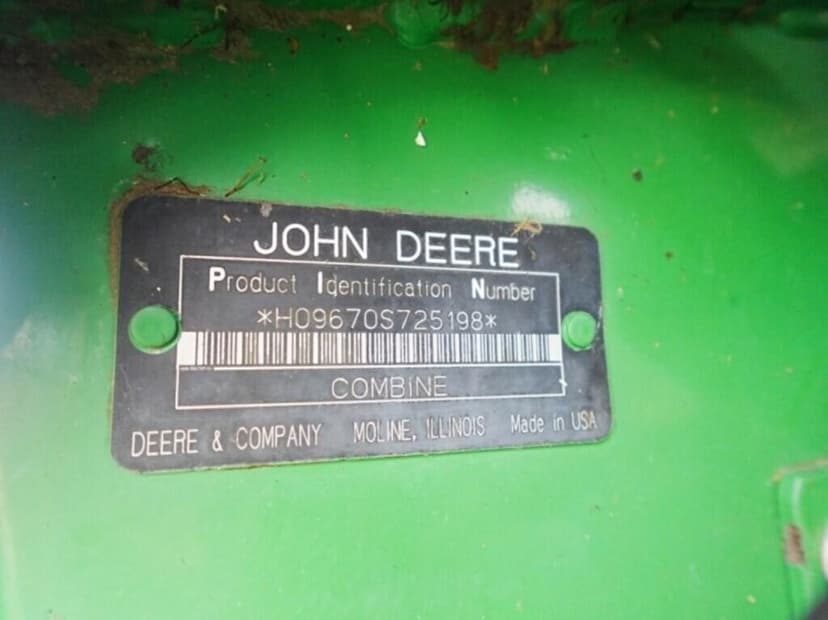 JOHN DEERE
Product Identification Number
*H09670S725198*
COMBINE
DEERE & COMPANY MOLINE, ILLINOIS Made in USA